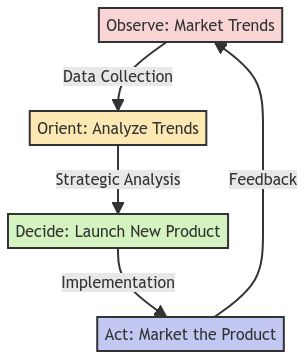 Observe: Market Trends
Data Collection
Orient: Analyze Trends
Strategic Analysis
Feedback
Decide: Launch New Product
Implementation
Act: Market the Product